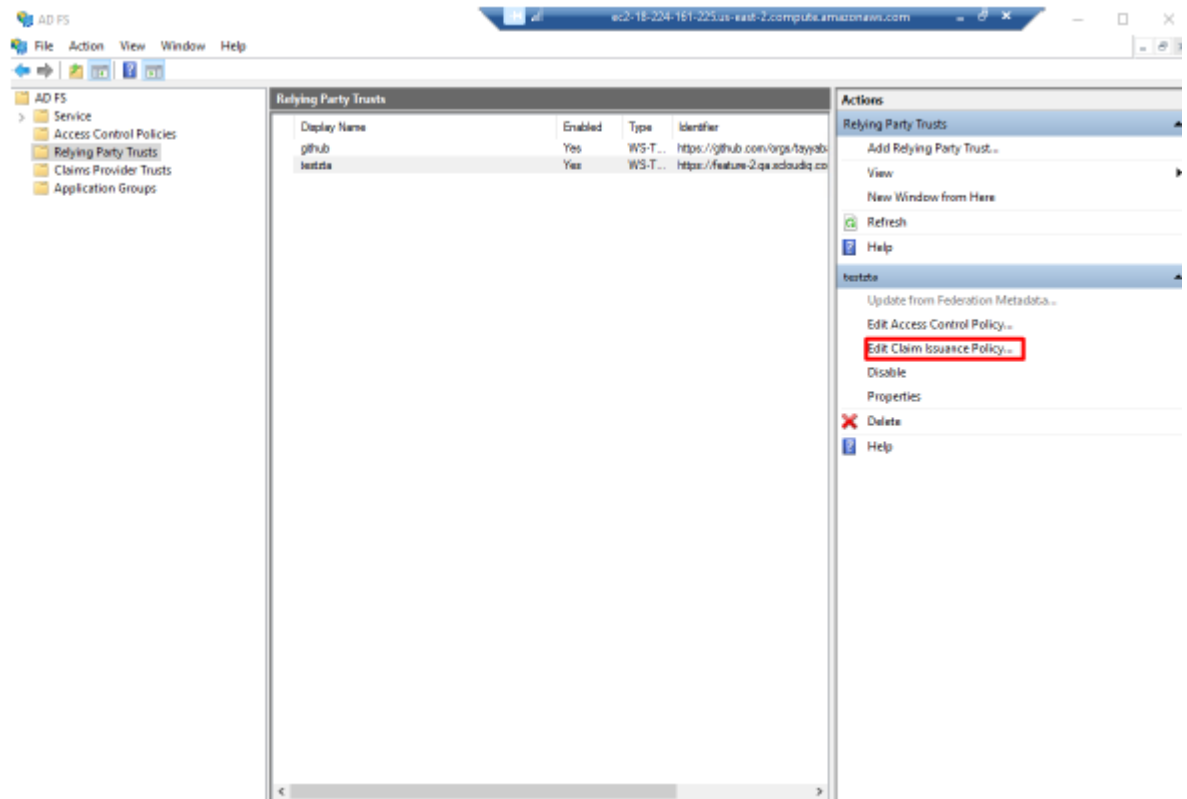 AD FS
ec2-18-224-161-225.us-east-2.compute.amazonaws.com
File Action View Window Help
AD FS
Service
Access Control Policies
Relying Party Trusts
Claims Provider Trusts
Application Groups
Relying Party Trusts
Display Name Enabled Type Identifier
github Yes WS-T... https://github.com/orgs/tayyab
testzta Yes WS-T... https://feature-2.qa.xcloudiq.co
Actions
Relying Party Trusts
Add Relying Party Trust...
View
New Window from Here
Refresh
Help
testzta
Update from Federation Metadata...
Edit Access Control Policy...
Edit Claim Issuance Policy...
Disable
Properties
Delete
Help